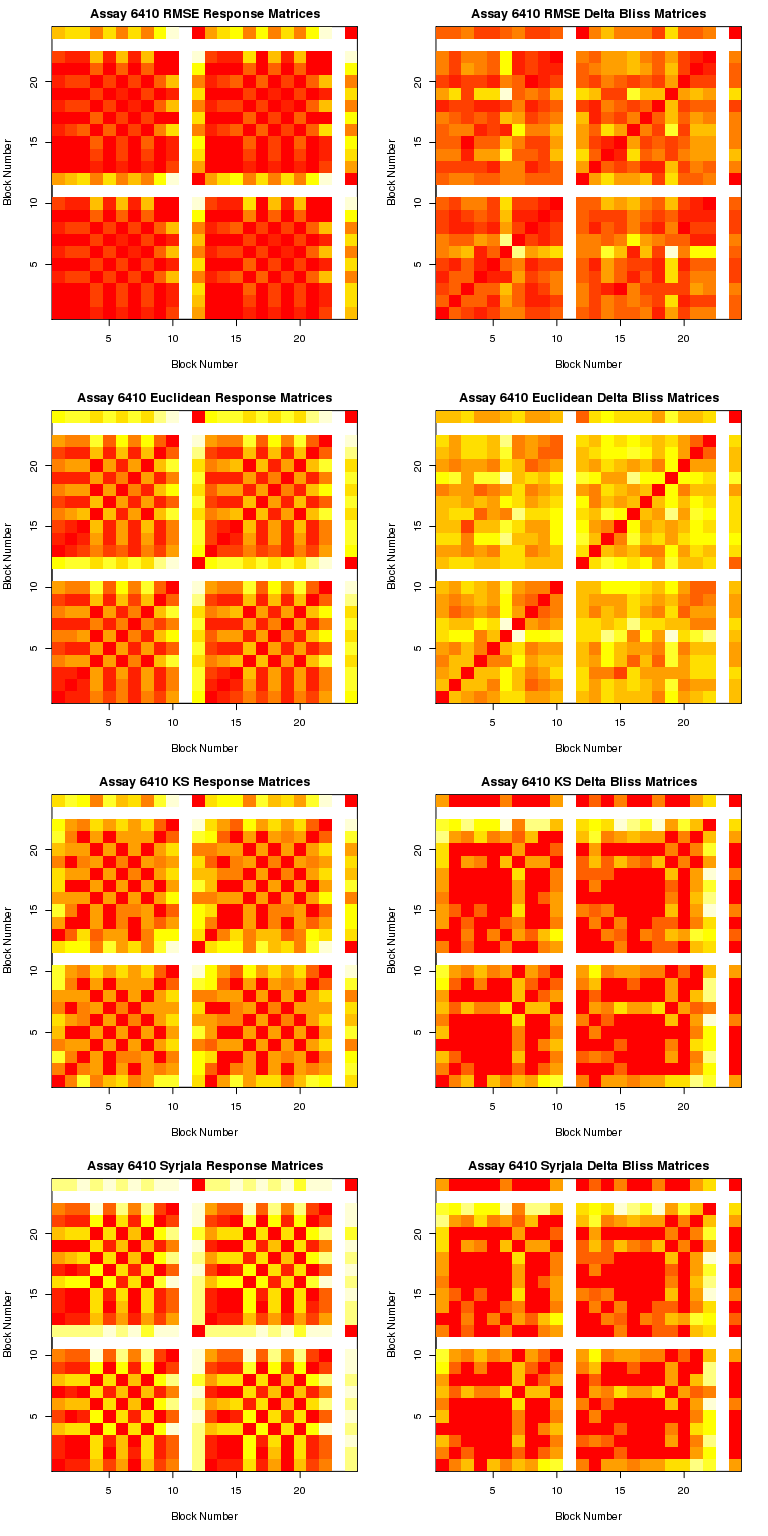 Assay 6410 RMSE Response Matrices
Block Number
20
15
10
5
5 10 15 20
Block Number
Assay 6410 RMSE Delta Bliss Matrices
Block Number
20
15
10
5
5 10 15 20
Block Number
Assay 6410 Euclidean Response Matrices
Block Number
20
15
10
5
5 10 15 20
Block Number
Assay 6410 Euclidean Delta Bliss Matrices
Block Number
20
15
10
5
5 10 15 20
Block Number
Assay 6410 KS Response Matrices
Block Number
20
15
10
5
5 10 15 20
Block Number
Assay 6410 KS Delta Bliss Matrices
Block Number
20
15
10
5
5 10 15 20
Block Number
Assay 6410 Syrjala Response Matrices
Block Number
20
15
10
5
5 10 15 20
Block Number
Assay 6410 Syrjala Delta Bliss Matrices
Block Number
20
15
10
5
5 10 15 20
Block Number